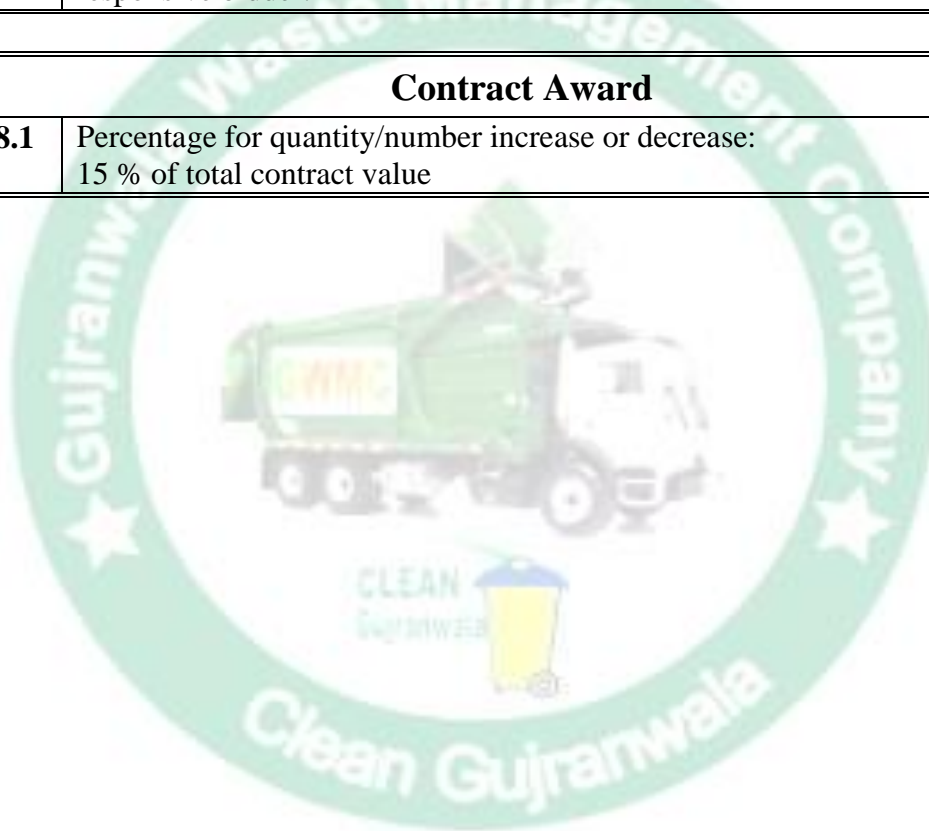 Contract Award
8.1 Percentage for quantity/number increase or decrease:
15 % of total contract value
Gujranwala Waste Management Company
GWMC
CLEAN
Gujranwala
Clean Gujranwala